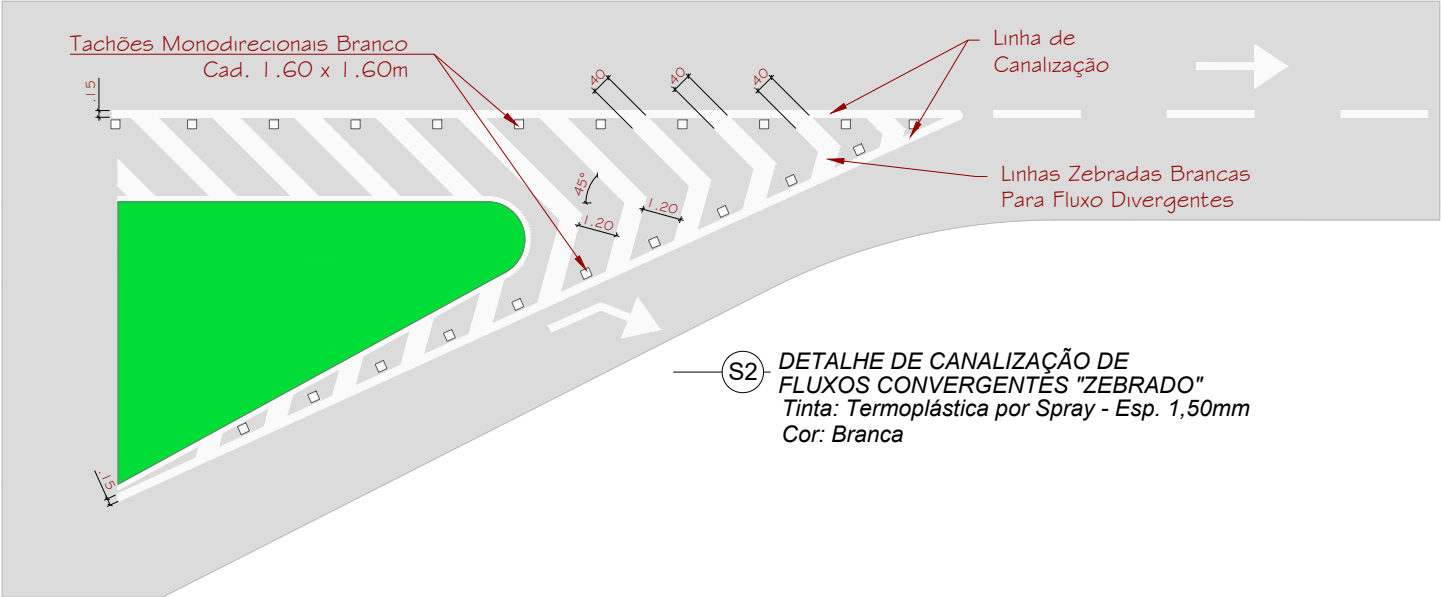 Tachões Monodirecionais Branco
Cad. 1.60 x 1.60m
.15
.40
.40
.40
Linha de
Canalização
Linhas Zebradas Brancas
Para Fluxo Divergentes
45°
1.20
1.20
.15
S2
DETALHE DE CANALIZAÇÃO DE
FLUXOS CONVERGENTES "ZEBRADO"
Tinta: Termoplástica por Spray - Esp. 1,50mm
Cor: Branca